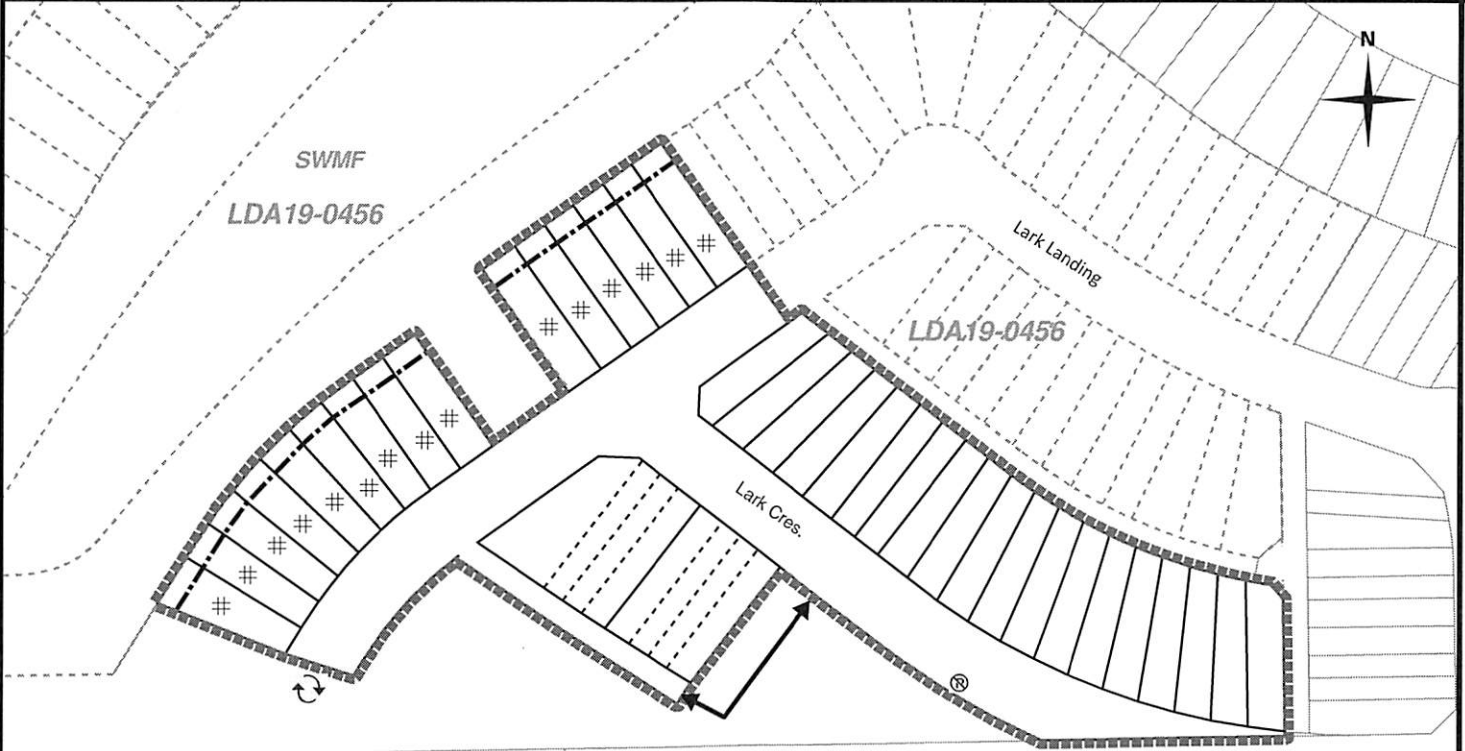 N
SWMF
LDA19-0456
Lark Landing
LDA19-0456
Lark Cres.
# # # # # #
# # # # # # # # #
R